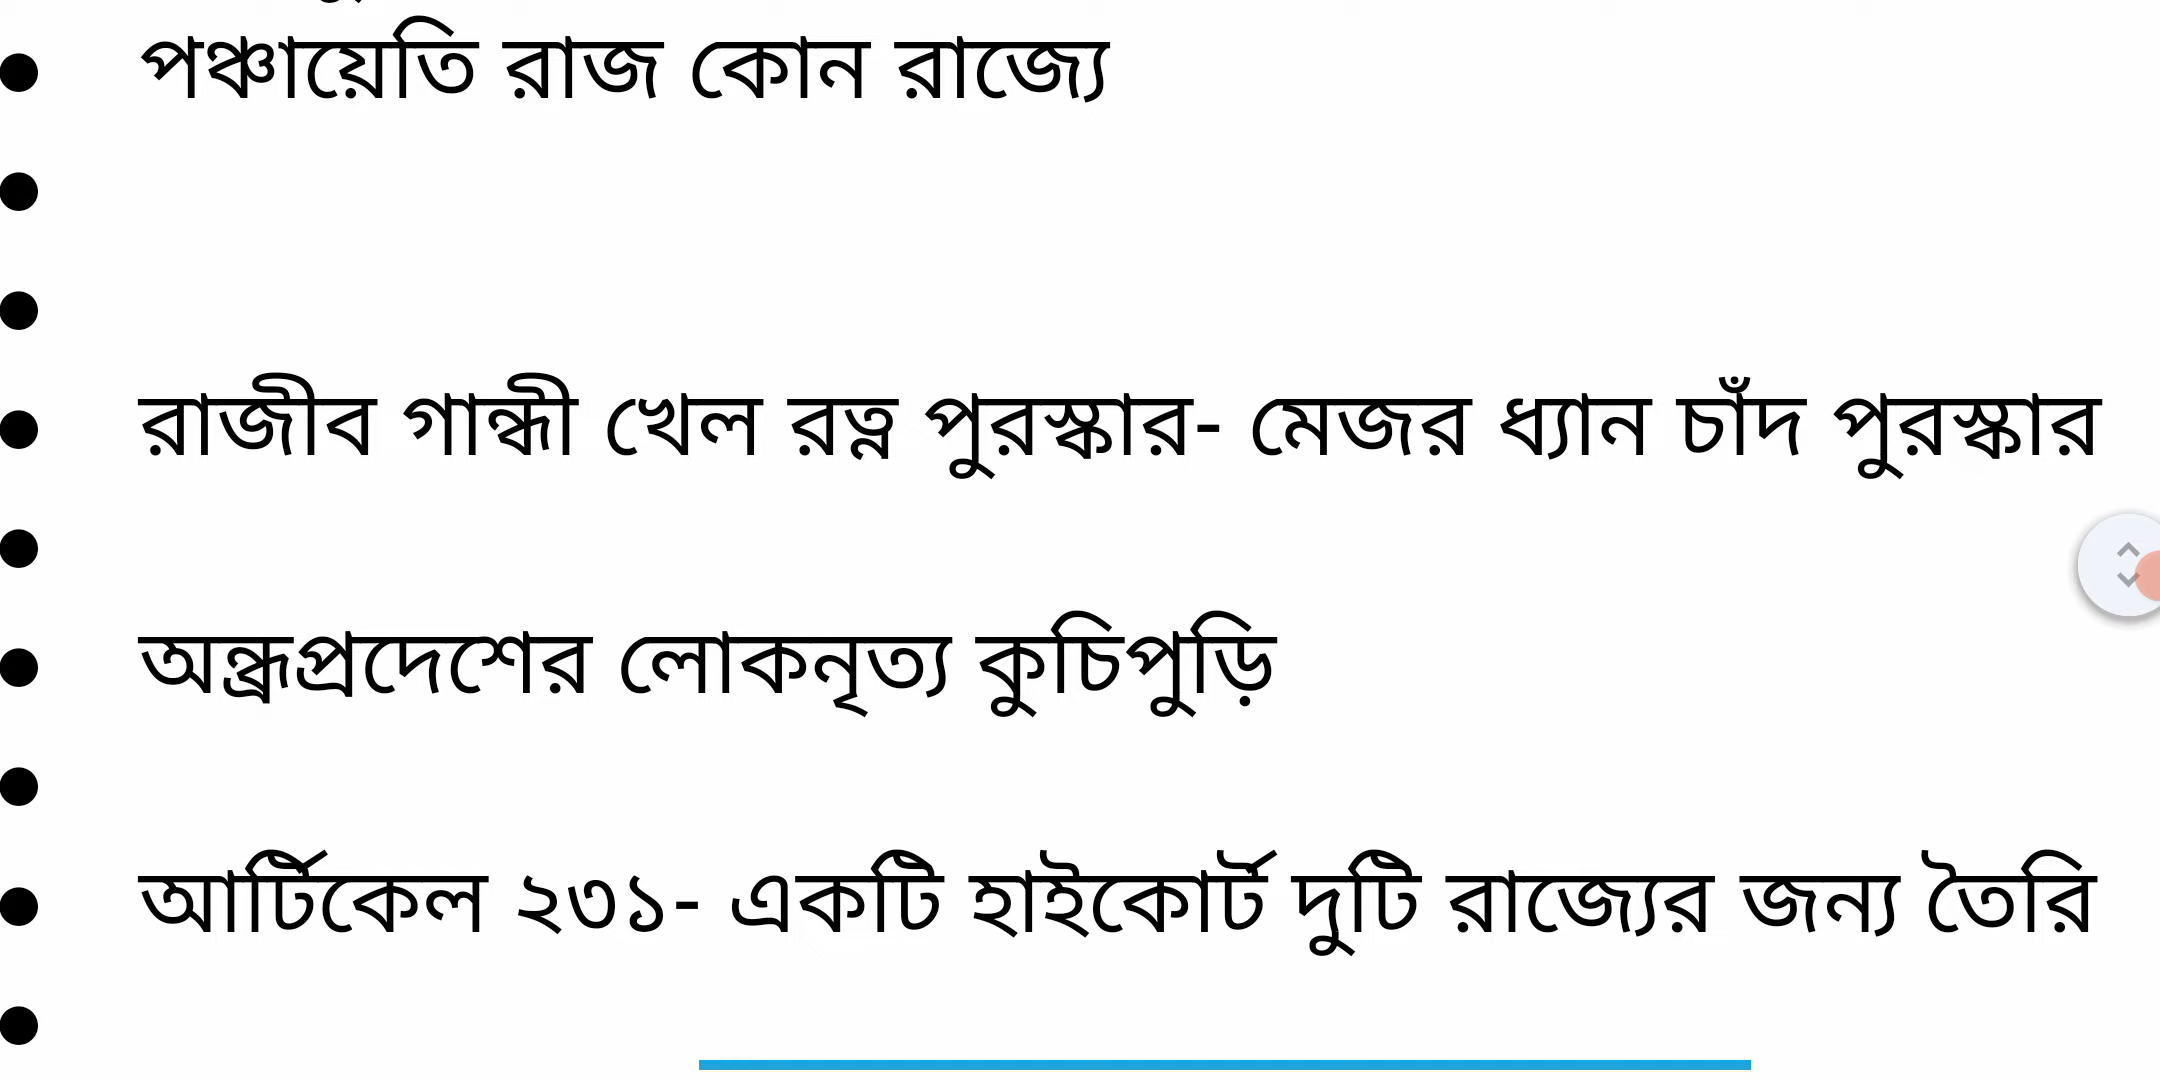 পঞ্চায়েতি রাজ কোন রাজ্যে
রাজীব গান্ধী খেল রত্ন পুরস্কার- মেজর ধ্যান চাঁদ পুরস্কার
অন্ধ্রপ্রদেশের লোকনৃত্য কুচিপুড়ি
আর্টিকেল ২৩১- একটি হাইকোর্ট দুটি রাজ্যের জন্য তৈরি